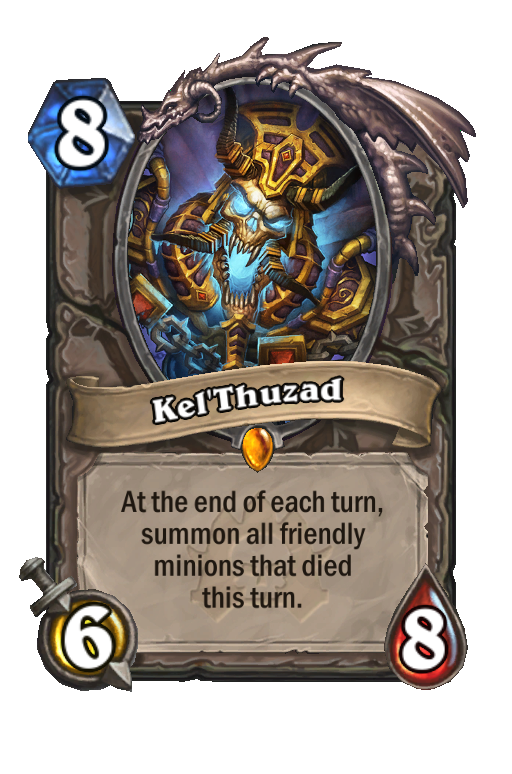 8
Kel'Thuzad
At the end of each turn,
summon all friendly
minions that died
this turn.
6
8